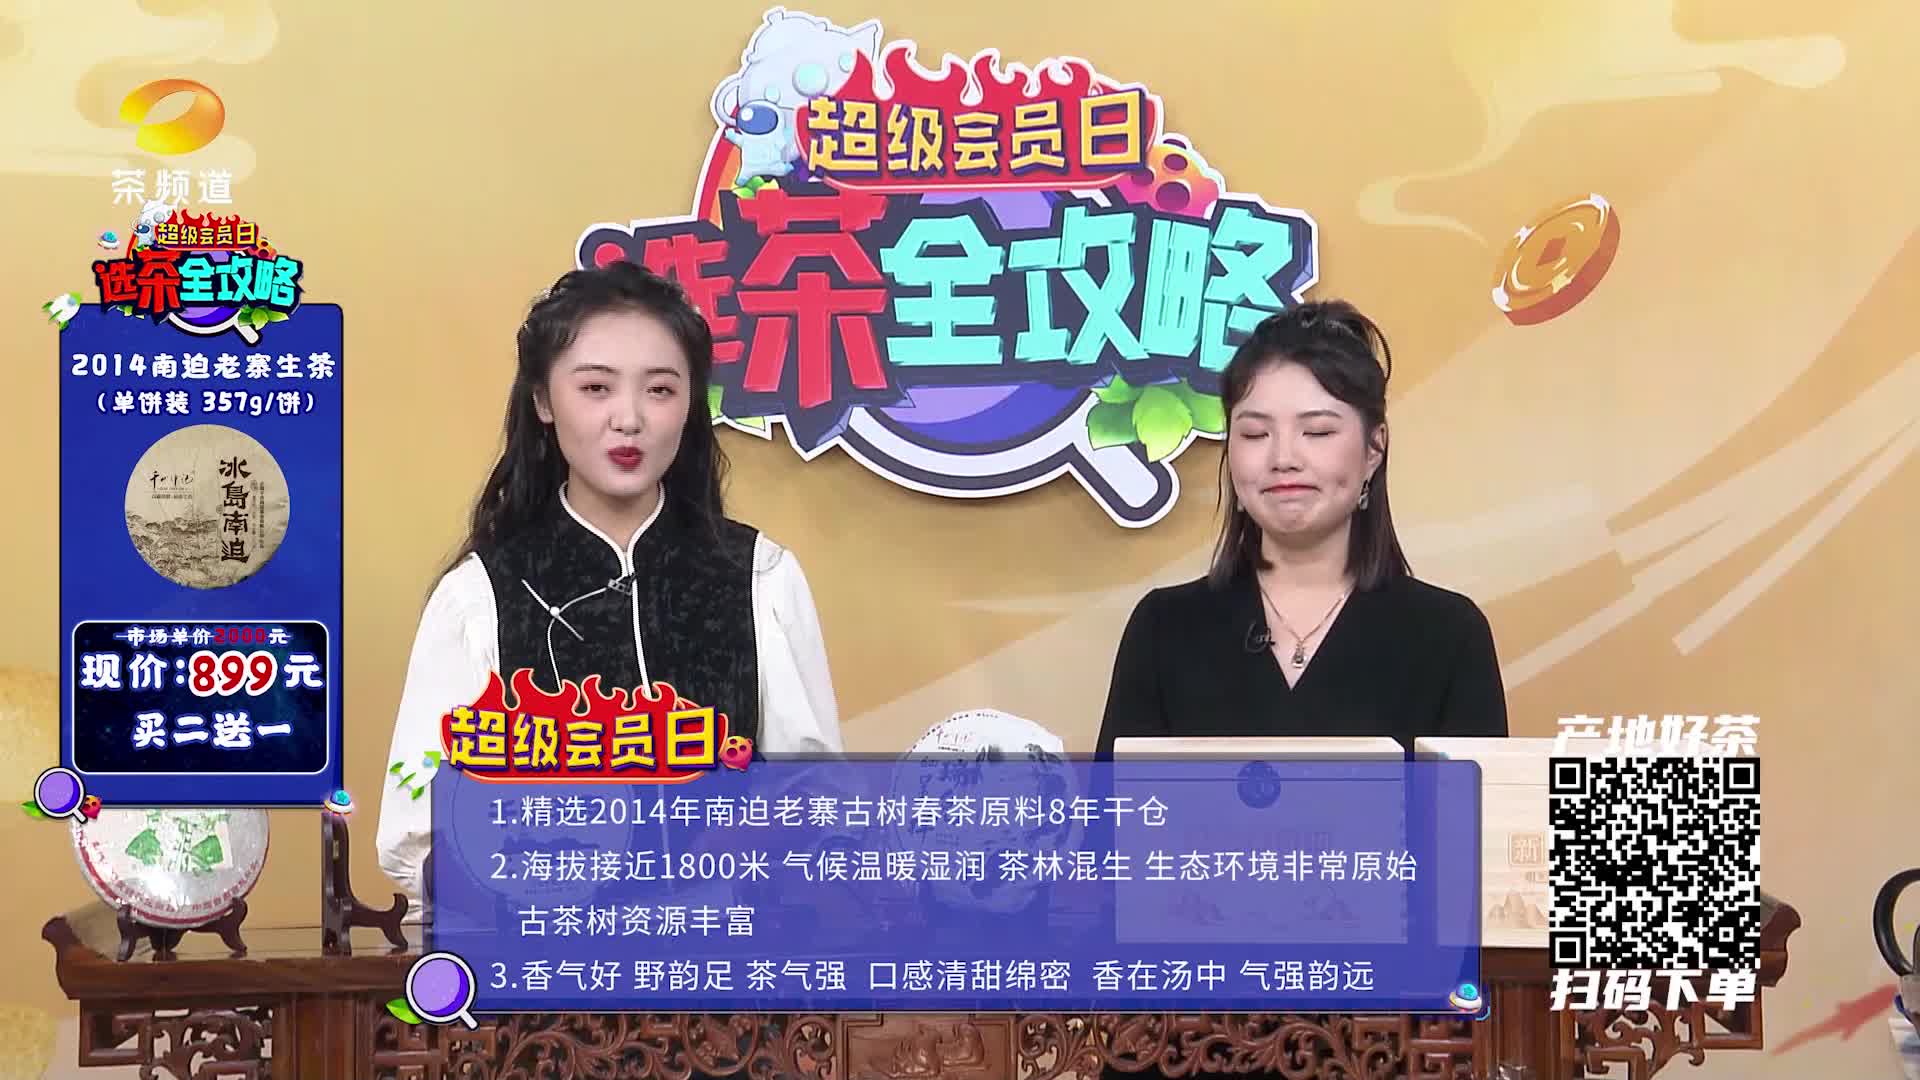 茶频道
超级会员日
选茶全攻略
2014南迫老寨生茶
(单饼装 357g/饼)
冰岛南迫
市场单价2000元
现价:899元
买二送一
超级会员日
选茶全攻略
超级会员日
1.精选2014年南迫老寨古树春茶原料8年干仓
2.海拔接近1800米 气候温暖湿润 茶林混生 生态环境非常原始
古茶树资源丰富
3.香气好 野韵足 茶气强 口感清甜绵密 香在汤中 气强韵远
产地好茶
新
扫码下单